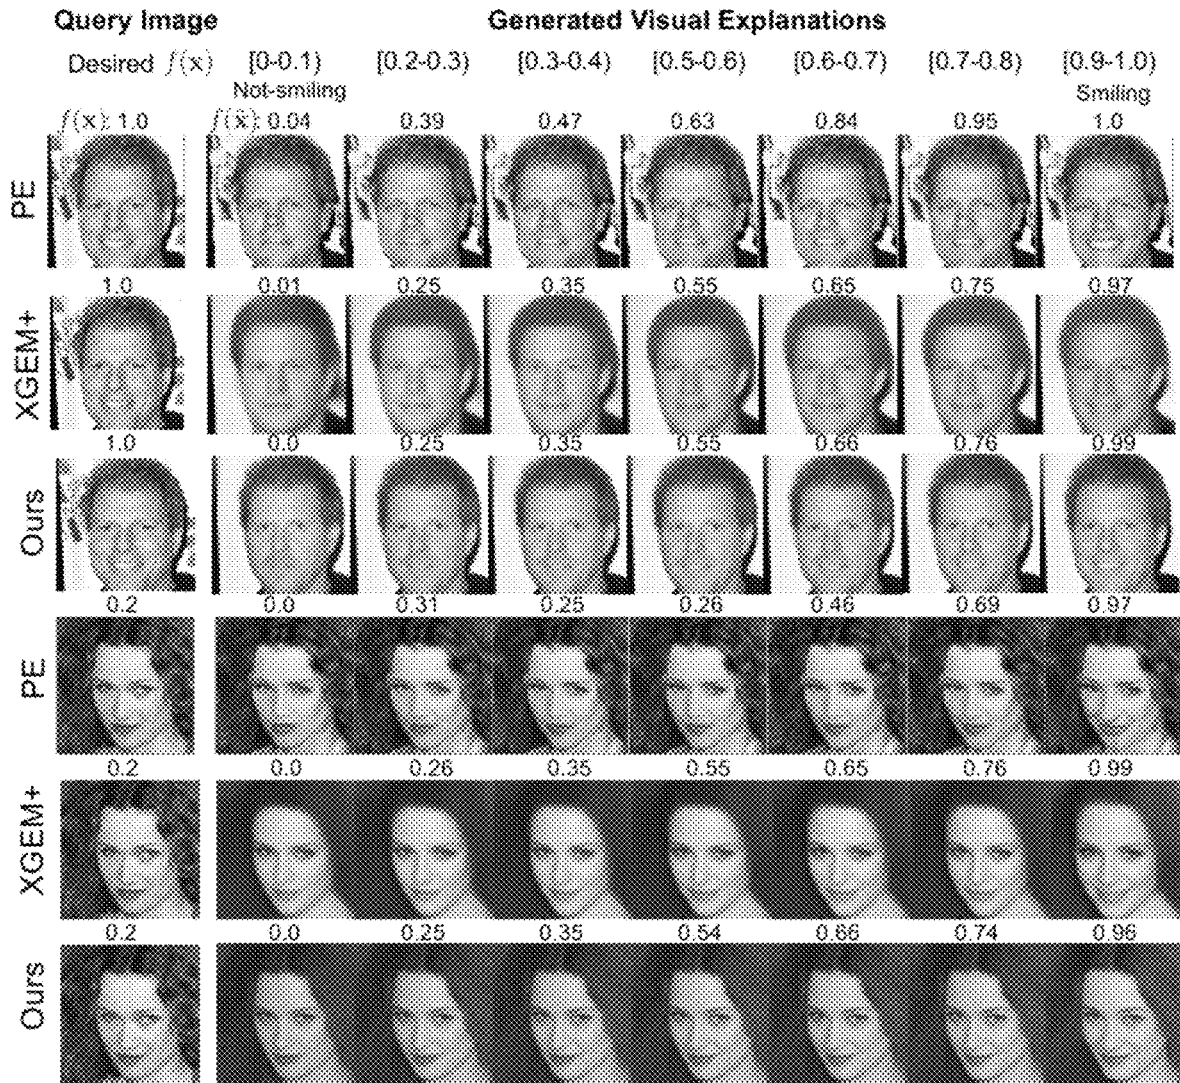 Query Image Generated Visual Explanations
Desired f(x) [0-0.1) [0.2-0.3) [0.3-0.4) [0.5-0.6) [0.6-0.7) [0.7-0.8) [0.9-1.0)
Not-smiling Smiling
f(x): 1.0 f(x̂): 0.04 0.39 0.47 0.63 0.84 0.95 1.0
PE
1.0 0.01 0.25 0.35 0.55 0.65 0.75 0.97
XGEM+
1.0 0.0 0.25 0.35 0.55 0.66 0.76 0.99
Ours
0.2 0.0 0.31 0.25 0.26 0.46 0.69 0.97
PE
0.2 0.0 0.26 0.35 0.55 0.65 0.76 0.99
XGEM+
0.2 0.0 0.25 0.35 0.54 0.66 0.74 0.96
Ours